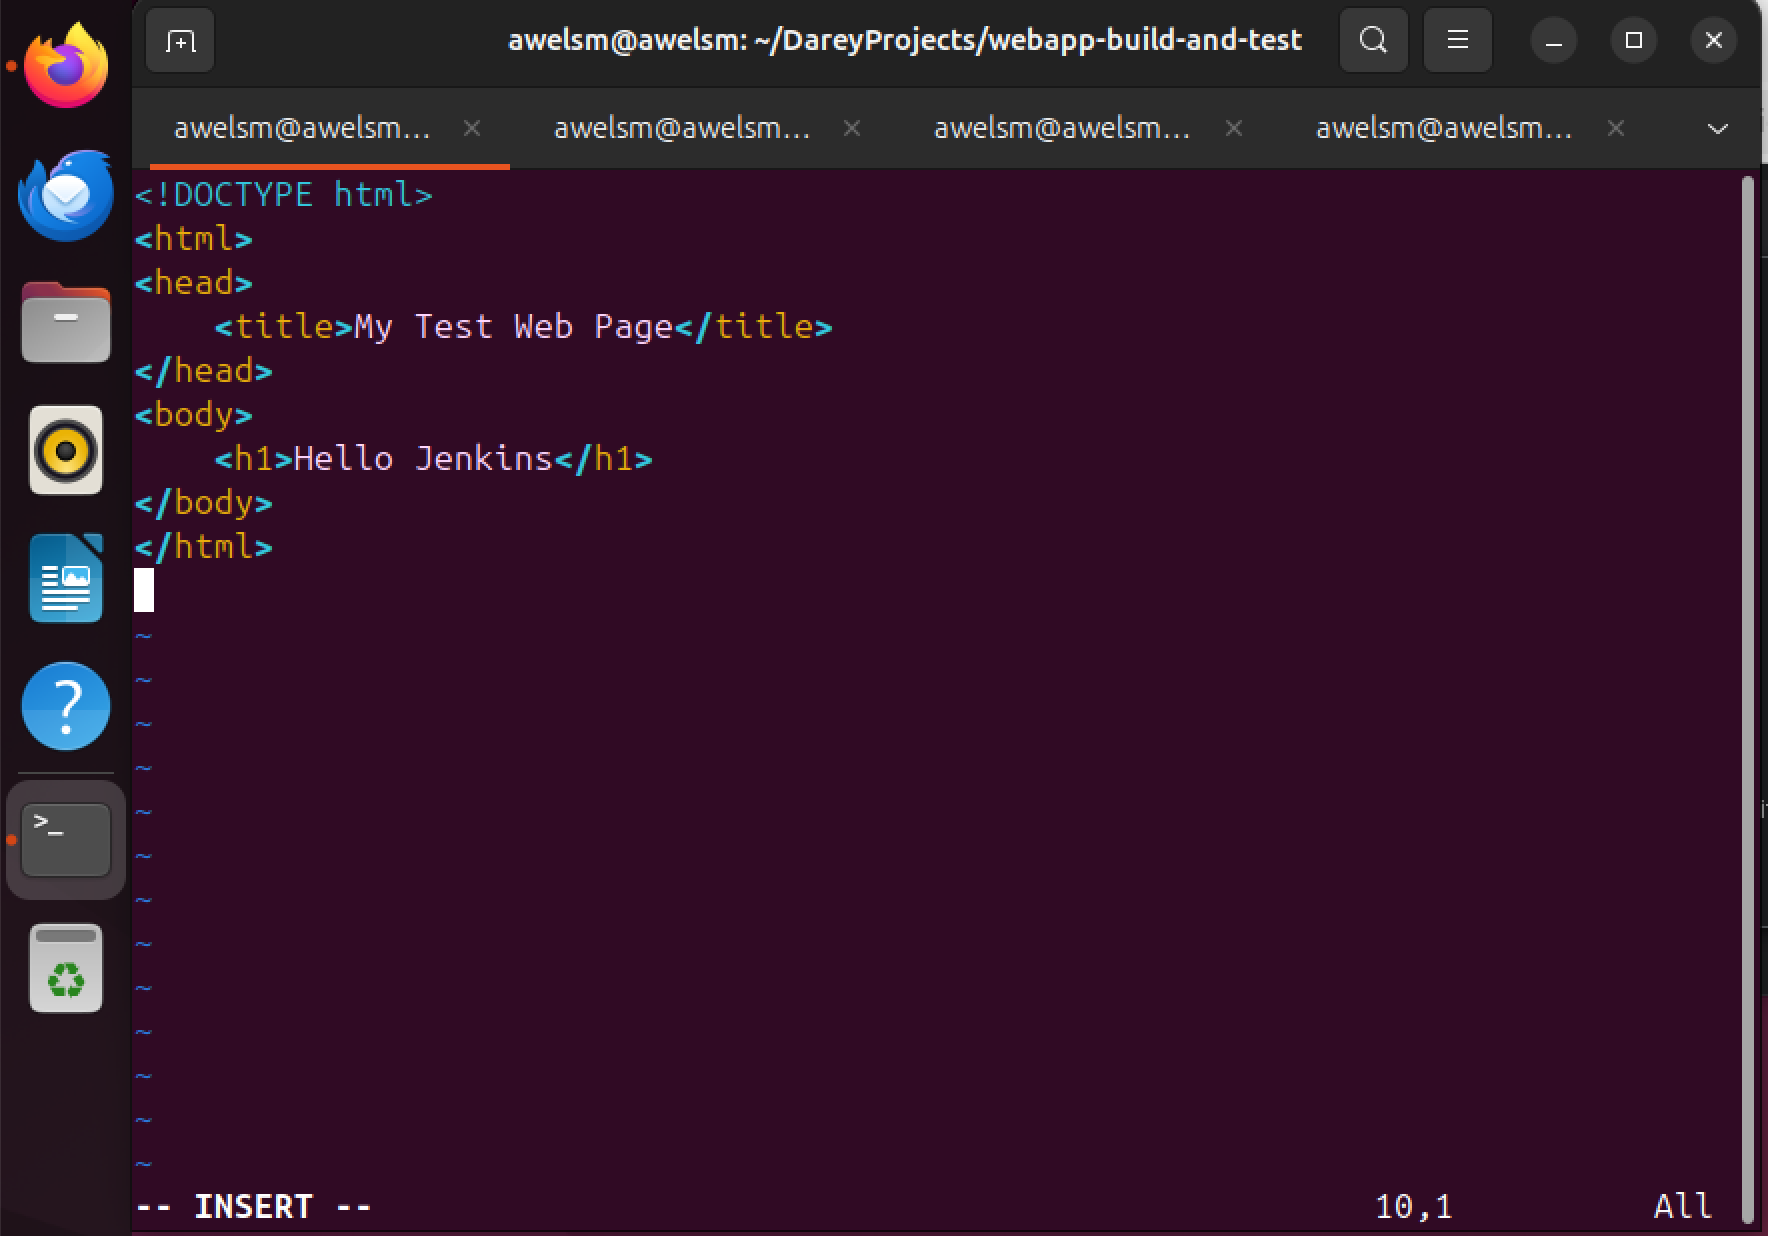 awelsm@awelsm: ~/DareyProjects/webapp-build-and-test
awelsm@awelsm... awelsm@awelsm... awelsm@awelsm... awelsm@awelsm...
<!DOCTYPE html>
<html>
<head>
    <title>My Test Web Page</title>
</head>
<body>
    <h1>Hello Jenkins</h1>
</body>
</html>
~
~
~
~
~
~
~
~
~
~
~
~
~
-- INSERT -- 10,1 All